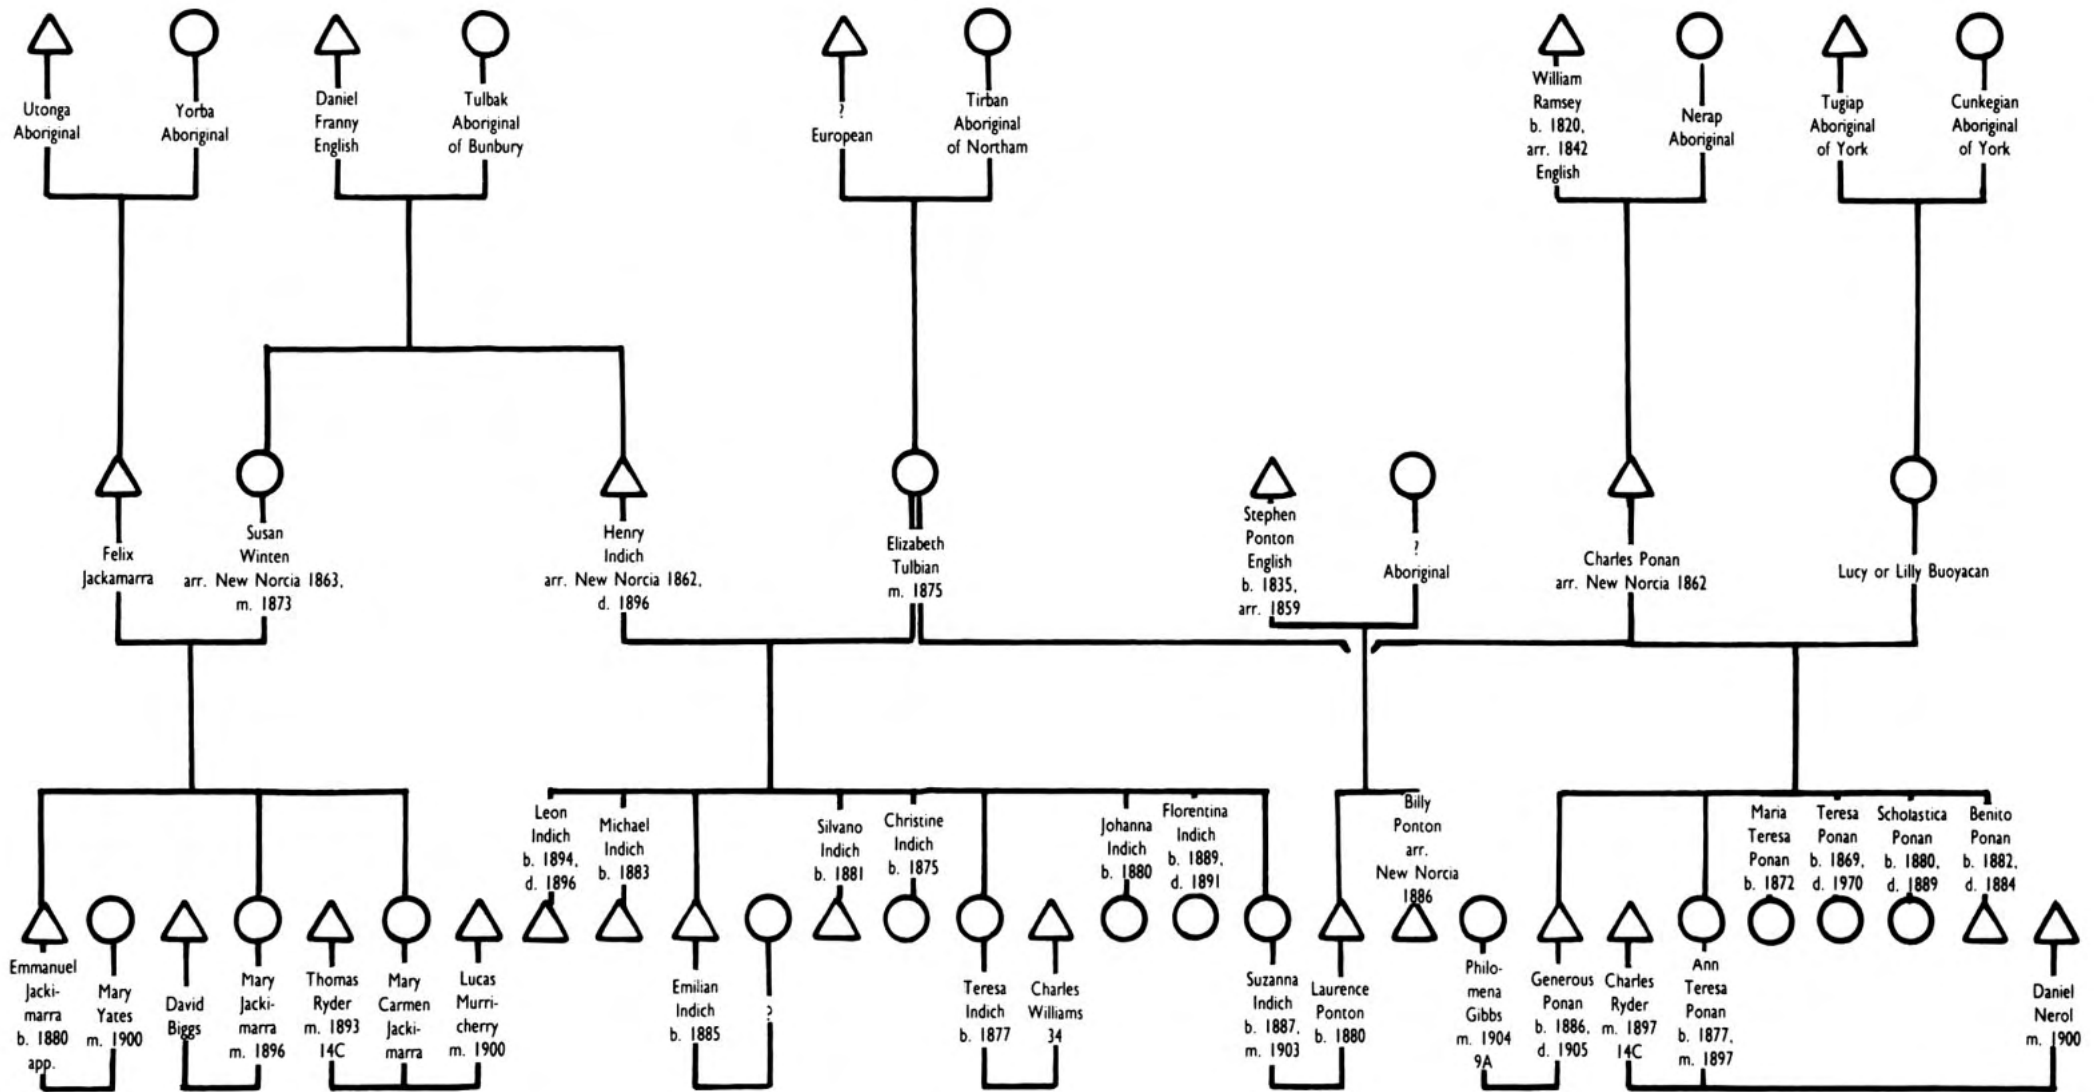 Utonga
Aboriginal
Yorba
Aboriginal
Daniel
Franny
English
Tulbak
Aboriginal
of Bunbury
?
European
Tirban
Aboriginal
of Northam
William
Ramsey
b. 1820,
arr. 1842
English
Nerap
Aboriginal
Tugiap
Aboriginal
of York
Cunkegian
Aboriginal
of York
Felix
Jackamarra
Susan
Winten
arr. New Norcia 1863,
m. 1873
Henry
Indich
arr. New Norcia 1862,
d. 1896
Elizabeth
Tulbian
m. 1875
Stephen
Ponton
English
b. 1835,
arr. 1859
?
Aboriginal
Charles Ponan
arr. New Norcia 1862
Lucy or Lilly Buoyacan
Emmanuel
Jacki-
marra
b. 1880
app.
Mary
Yates
m. 1900
David
Biggs
Mary
Jacki-
marra
m. 1896
Thomas
Ryder
m. 1893
14C
Mary
Carmen
Jacki-
marra
Lucas
Murri-
cherry
m. 1900
Leon
Indich
b. 1894,
d. 1896
Michael
Indich
b. 1883
Emilian
Indich
b. 1885
?
Silvano
Indich
b. 1881
Christine
Indich
b. 1875
Teresa
Indich
b. 1877
Charles
Williams
34
Johanna
Indich
b. 1880
Florentina
Indich
b. 1889,
d. 1891
Suzanna
Indich
b. 1887,
m. 1903
Laurence
Ponton
b. 1880
Billy
Ponton
arr.
New Norcia
1886
Philo-
mena
Gibbs
m. 1904
9A
Generous
Ponan
b. 1886,
d. 1905
Charles
Ryder
m. 1897
14C
Ann
Teresa
Ponan
b. 1877,
m. 1897
Maria
Teresa
Ponan
b. 1872
Teresa
Ponan
b. 1869,
d. 1970
Scholastica
Ponan
b. 1880,
d. 1889
Benito
Ponan
b. 1882,
d. 1884
Daniel
Nerol
m. 1900